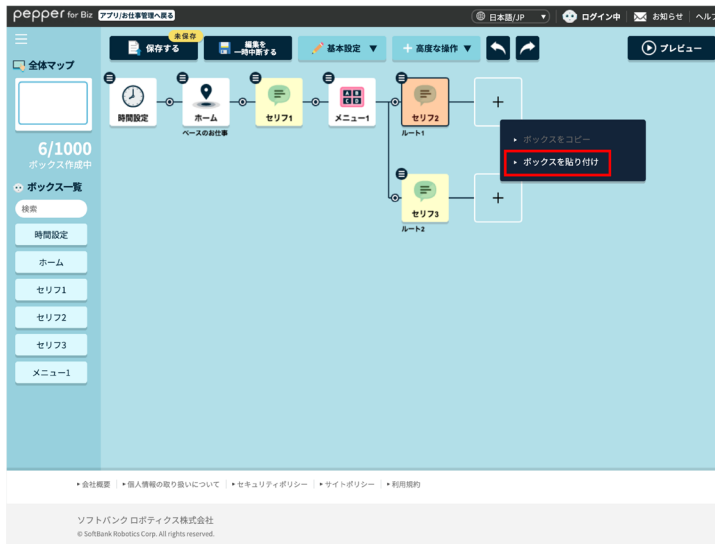 pepper for Biz アプリ/お仕事管理へ戻る 日本語/JP ▼ ログイン中 お知らせ ヘル
未保存
保存する 編集を一時中断する 基本設定 ▼ + 高度な操作 ▼ プレビュー
全体マップ
6/1000
ボックス作成中
ボックス一覧
検索
時間設定
ホーム
セリフ1
セリフ2
セリフ3
メニュー1
時間設定 ホーム セリフ1 メニュー1 セリフ2 +
ベースのお仕事 ルート1
A B
C D
ボックスをコピー
ボックスを貼り付け
セリフ3 +
ルート2
会社概要 個人情報の取り扱いについて セキュリティポリシー サイトポリシー 利用規約
ソフトバンク ロボティクス株式会社
© SoftBank Robotics Corp. All rights reserved.